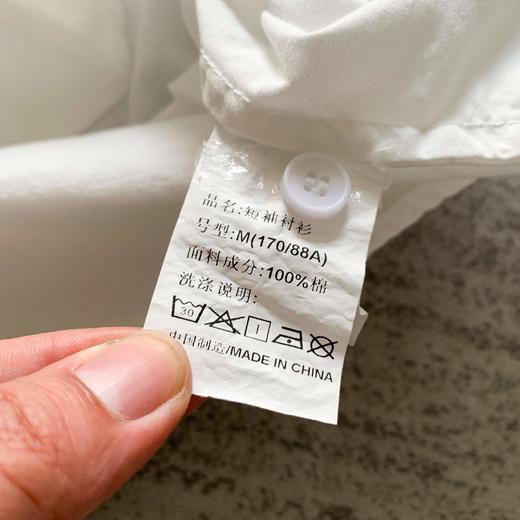 品名:短袖衬衫
号型:M(170/88A)
面料成分:100%棉
洗涤说明:
30
中国制造/MADE IN CHINA